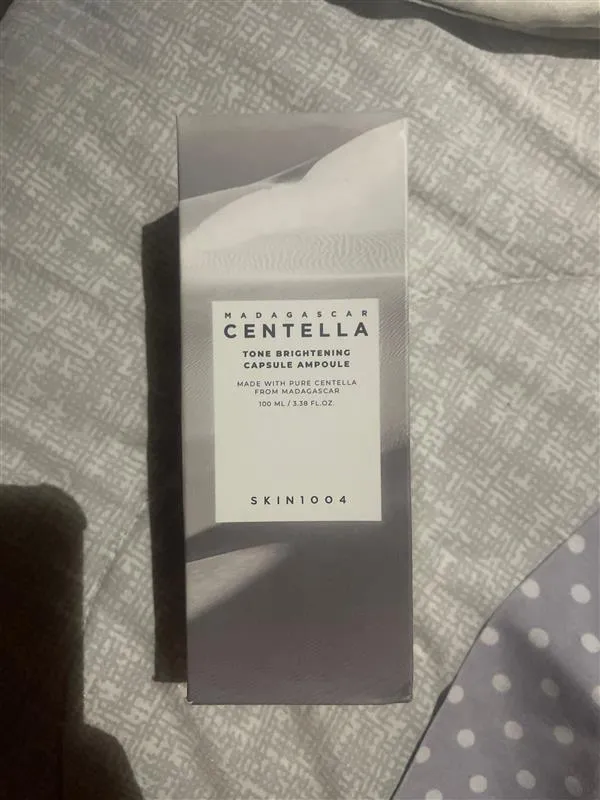 MADAGASCAR
CENTELLA
TONE BRIGHTENING
CAPSULE AMPOULE
MADE WITH PURE CENTELLA
FROM MADAGASCAR
100 ML / 3.38 FL.OZ.
SKIN1004